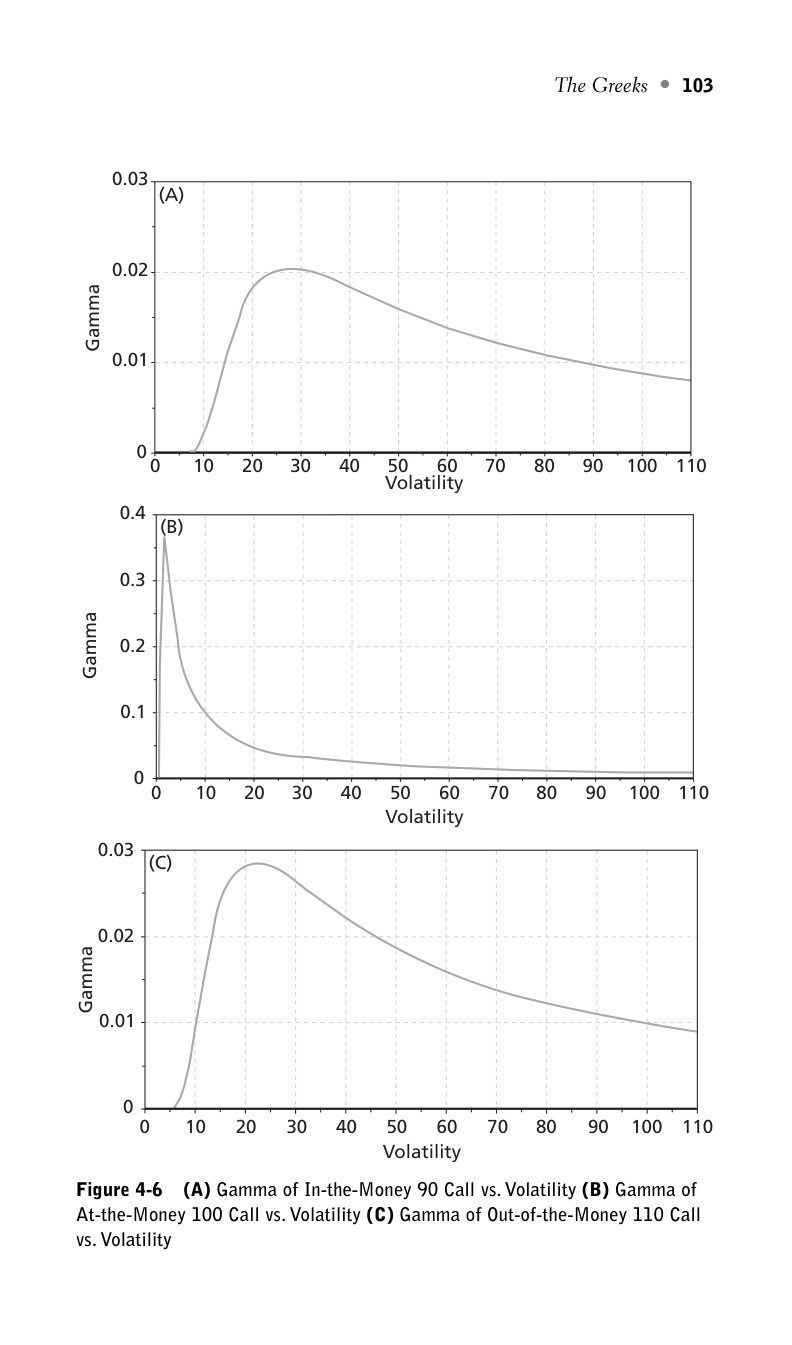 The Greeks • 103
0.03
(A)
0.02
Gamma
0.01
0
0 10 20 30 40 50 60 70 80 90 100 110
Volatility
0.4
(B)
0.3
Gamma
0.2
0.1
0
0 10 20 30 40 50 60 70 80 90 100 110
Volatility
0.03
(C)
0.02
Gamma
0.01
0
0 10 20 30 40 50 60 70 80 90 100 110
Volatility
Figure 4-6 (A) Gamma of In-the-Money 90 Call vs. Volatility (B) Gamma of
At-the-Money 100 Call vs. Volatility (C) Gamma of Out-of-the-Money 110 Call
vs. Volatility